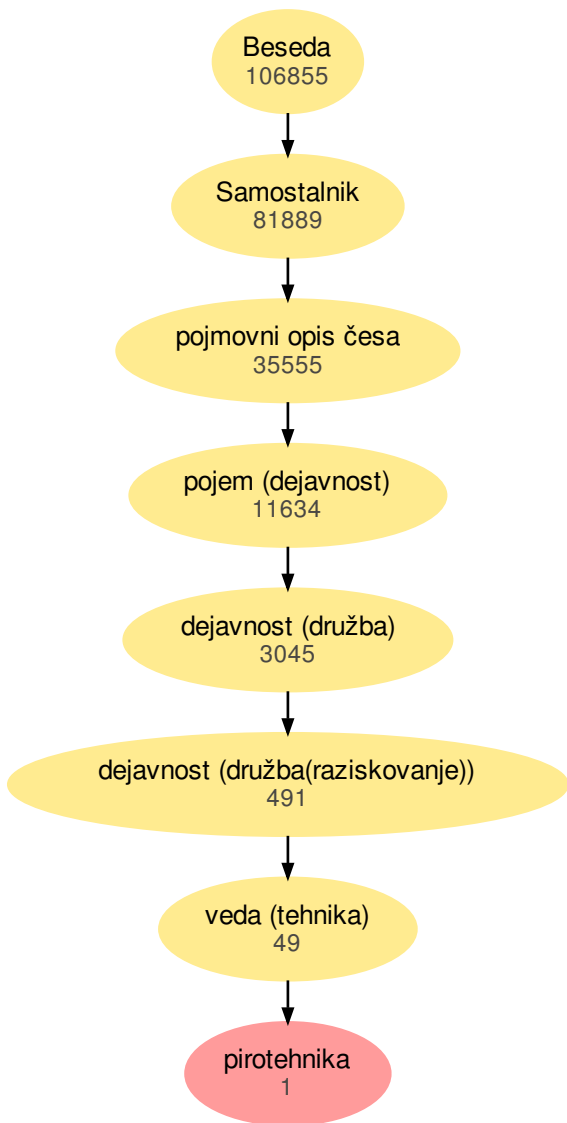 Beseda
106855
Samostalnik
81889
pojmovni opis česa
35555
pojem (dejavnost)
11634
dejavnost (družba)
3045
dejavnost (družba(raziskovanje))
491
veda (tehnika)
49
pirotehnika
1